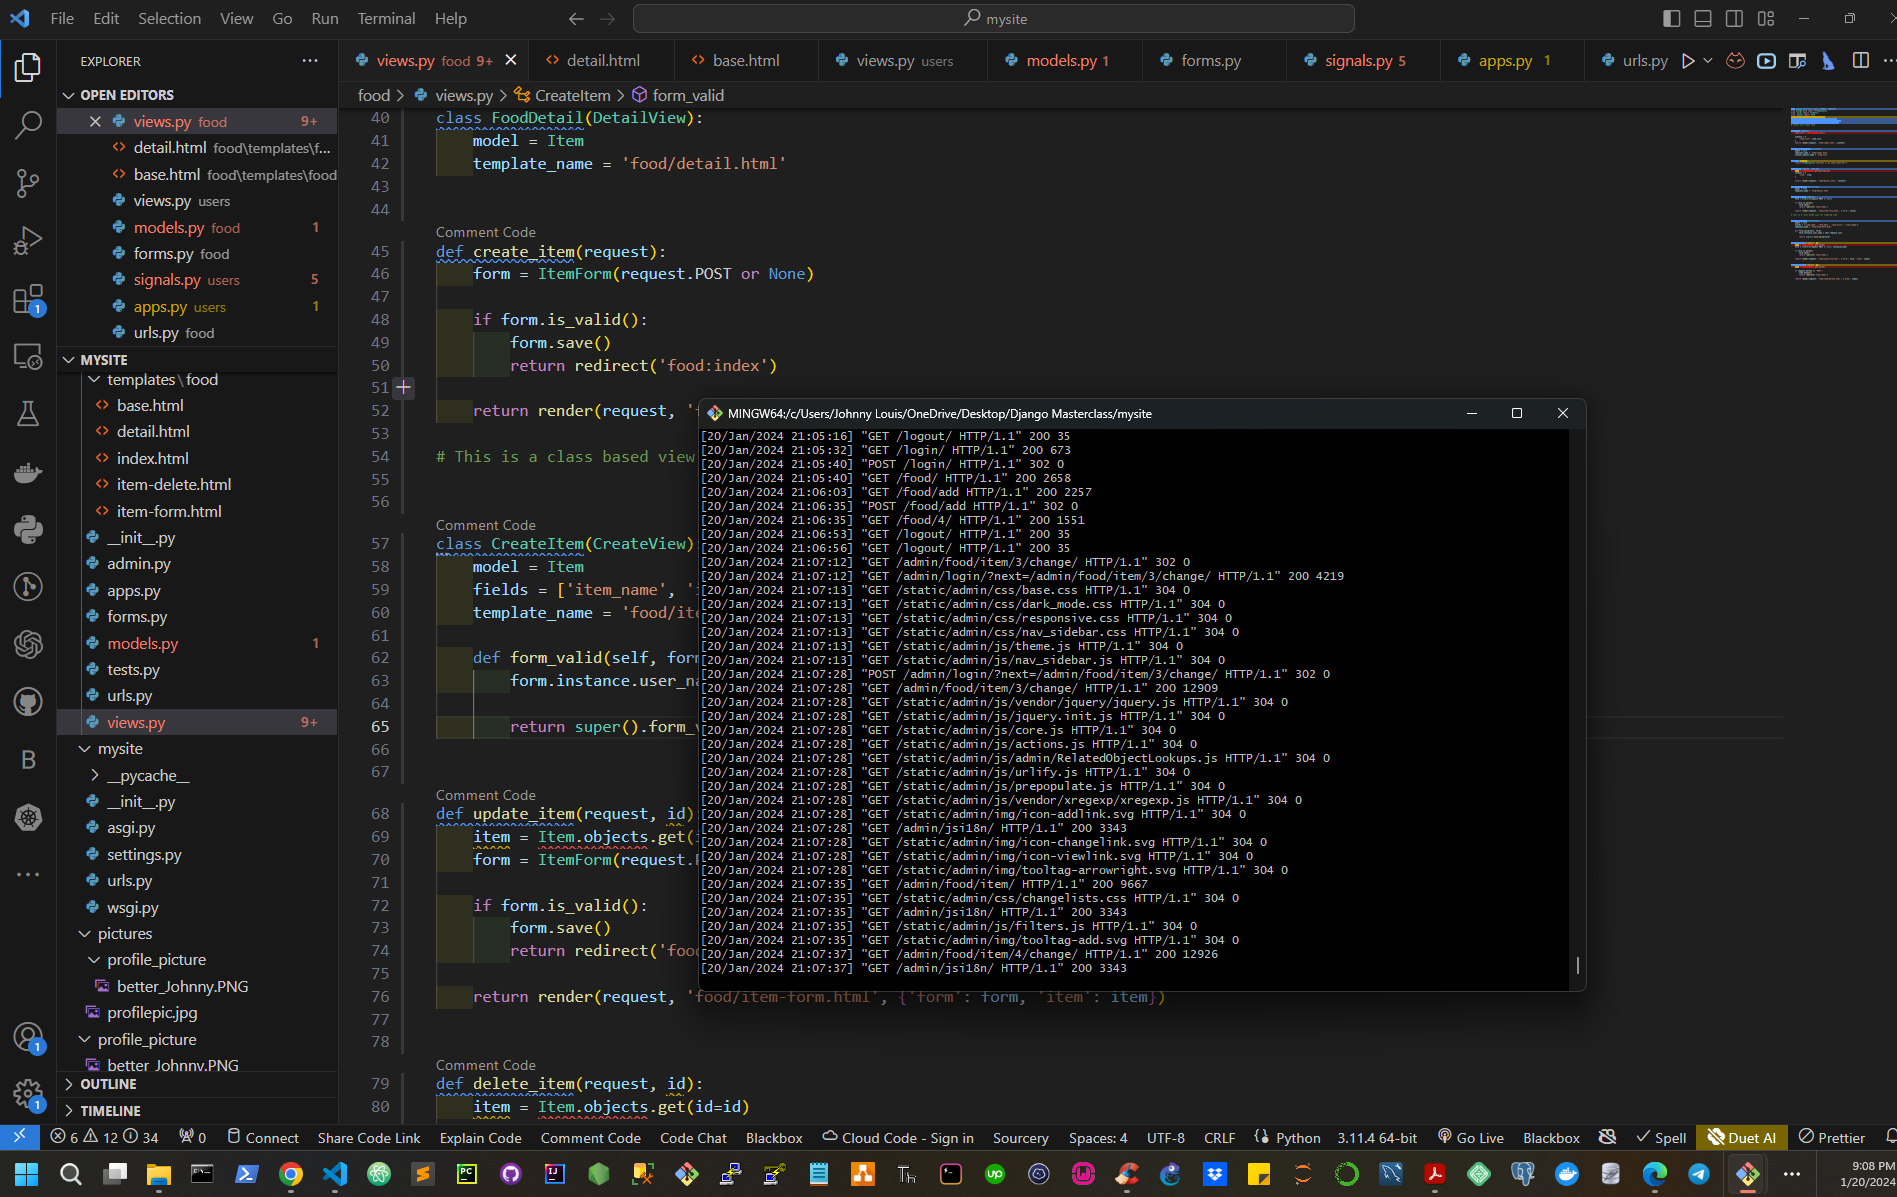 File Edit Selection View Go Run Terminal Help
mysite
EXPLORER
views.py food 9+
detail.html
base.html
views.py users
models.py 1
forms.py
signals.py 5
apps.py 1
urls.py
OPEN EDITORS
food > views.py > CreateItem > form_valid
views.py food 9+
detail.html food\templates\f...
base.html food\templates\food
views.py users
models.py food 1
forms.py food
signals.py users 5
apps.py users 1
urls.py food
MYSITE
templates\food
base.html
detail.html
index.html
item-delete.html
item-form.html
__init__.py
admin.py
apps.py
forms.py
models.py 1
tests.py
urls.py
views.py 9+
mysite
__pycache__
__init__.py
asgi.py
settings.py
urls.py
wsgi.py
pictures
profile_picture
better_Johnny.PNG
profilepic.jpg
profile_picture
better_Johnny.PNG
OUTLINE
TIMELINE
40 class FoodDetail(DetailView):
41 model = Item
42 template_name = 'food/detail.html'
43
44
Comment Code
45 def create_item(request):
46 form = ItemForm(request.POST or None)
47
48 if form.is_valid():
49 form.save()
50 return redirect('food:index')
51
52 return render(request,
53
54 # This is a class based view
55
56
Comment Code
57 class CreateItem(CreateView)
58 model = Item
59 fields = ['item_name',
60 template_name = 'food/ite
61
62 def form_valid(self, for
63 form.instance.user_na
64
65 return super().form_v
66
67
Comment Code
68 def update_item(request, id)
69 item = Item.objects.get(
70 form = ItemForm(request.
71
72 if form.is_valid():
73 form.save()
74 return redirect('foo
75
76 return render(request, 'food/item-form.html', {'form': form, 'item': item})
77
78
Comment Code
79 def delete_item(request, id):
80 item = Item.objects.get(id=id)
MINGW64:/c/Users/Johnny Louis/OneDrive/Desktop/Django Masterclass/mysite
[20/Jan/2024 21:05:16] "GET /logout/ HTTP/1.1" 200 35
[20/Jan/2024 21:05:32] "GET /login/ HTTP/1.1" 200 673
[20/Jan/2024 21:05:40] "POST /login/ HTTP/1.1" 302 0
[20/Jan/2024 21:05:40] "GET /food/ HTTP/1.1" 200 2658
[20/Jan/2024 21:06:03] "GET /food/add HTTP/1.1" 200 2257
[20/Jan/2024 21:06:35] "POST /food/add HTTP/1.1" 302 0
[20/Jan/2024 21:06:35] "GET /food/4/ HTTP/1.1" 200 1551
[20/Jan/2024 21:06:53] "GET /logout/ HTTP/1.1" 200 35
[20/Jan/2024 21:06:56] "GET /logout/ HTTP/1.1" 200 35
[20/Jan/2024 21:07:12] "GET /admin/food/item/3/change/ HTTP/1.1" 302 0
[20/Jan/2024 21:07:12] "GET /admin/login/?next=/admin/food/item/3/change/ HTTP/1.1" 200 4219
[20/Jan/2024 21:07:13] "GET /static/admin/css/base.css HTTP/1.1" 304 0
[20/Jan/2024 21:07:13] "GET /static/admin/css/dark_mode.css HTTP/1.1" 304 0
[20/Jan/2024 21:07:13] "GET /static/admin/css/responsive.css HTTP/1.1" 304 0
[20/Jan/2024 21:07:13] "GET /static/admin/css/nav_sidebar.css HTTP/1.1" 304 0
[20/Jan/2024 21:07:13] "GET /static/admin/js/theme.js HTTP/1.1" 304 0
[20/Jan/2024 21:07:13] "GET /static/admin/js/nav_sidebar.js HTTP/1.1" 304 0
[20/Jan/2024 21:07:28] "POST /admin/login/?next=/admin/food/item/3/change/ HTTP/1.1" 302 0
[20/Jan/2024 21:07:28] "GET /admin/food/item/3/change/ HTTP/1.1" 200 12909
[20/Jan/2024 21:07:28] "GET /static/admin/js/vendor/jquery/jquery.js HTTP/1.1" 304 0
[20/Jan/2024 21:07:28] "GET /static/admin/js/jquery.init.js HTTP/1.1" 304 0
[20/Jan/2024 21:07:28] "GET /static/admin/js/core.js HTTP/1.1" 304 0
[20/Jan/2024 21:07:28] "GET /static/admin/js/actions.js HTTP/1.1" 304 0
[20/Jan/2024 21:07:28] "GET /static/admin/js/admin/RelatedObjectLookups.js HTTP/1.1" 304 0
[20/Jan/2024 21:07:28] "GET /static/admin/js/urlify.js HTTP/1.1" 304 0
[20/Jan/2024 21:07:28] "GET /static/admin/js/prepopulate.js HTTP/1.1" 304 0
[20/Jan/2024 21:07:28] "GET /static/admin/js/vendor/xregexp/xregexp.js HTTP/1.1" 304 0
[20/Jan/2024 21:07:28] "GET /static/admin/img/icon-addlink.svg HTTP/1.1" 304 0
[20/Jan/2024 21:07:28] "GET /admin/jsi18n/ HTTP/1.1" 200 3343
[20/Jan/2024 21:07:28] "GET /static/admin/img/icon-changelink.svg HTTP/1.1" 304 0
[20/Jan/2024 21:07:28] "GET /static/admin/img/icon-viewlink.svg HTTP/1.1" 304 0
[20/Jan/2024 21:07:28] "GET /static/admin/img/tooltag-arrowright.svg HTTP/1.1" 304 0
[20/Jan/2024 21:07:35] "GET /admin/food/item/ HTTP/1.1" 200 9667
[20/Jan/2024 21:07:35] "GET /static/admin/css/changelists.css HTTP/1.1" 304 0
[20/Jan/2024 21:07:35] "GET /admin/jsi18n/ HTTP/1.1" 200 3343
[20/Jan/2024 21:07:35] "GET /static/admin/js/filters.js HTTP/1.1" 304 0
[20/Jan/2024 21:07:35] "GET /static/admin/img/tooltag-add.svg HTTP/1.1" 304 0
[20/Jan/2024 21:07:37] "GET /admin/food/item/4/change/ HTTP/1.1" 200 12926
[20/Jan/2024 21:07:37] "GET /admin/jsi18n/ HTTP/1.1" 200 3343
6 12 34 0 Connect Share Code Link Explain Code Comment Code Code Chat Blackbox Cloud Code - Sign in Sourcery Spaces: 4 UTF-8 CRLF Python 3.11.4 64-bit Go Live Blackbox Spell Duet AI Prettier
9:08 PM
1/20/2024